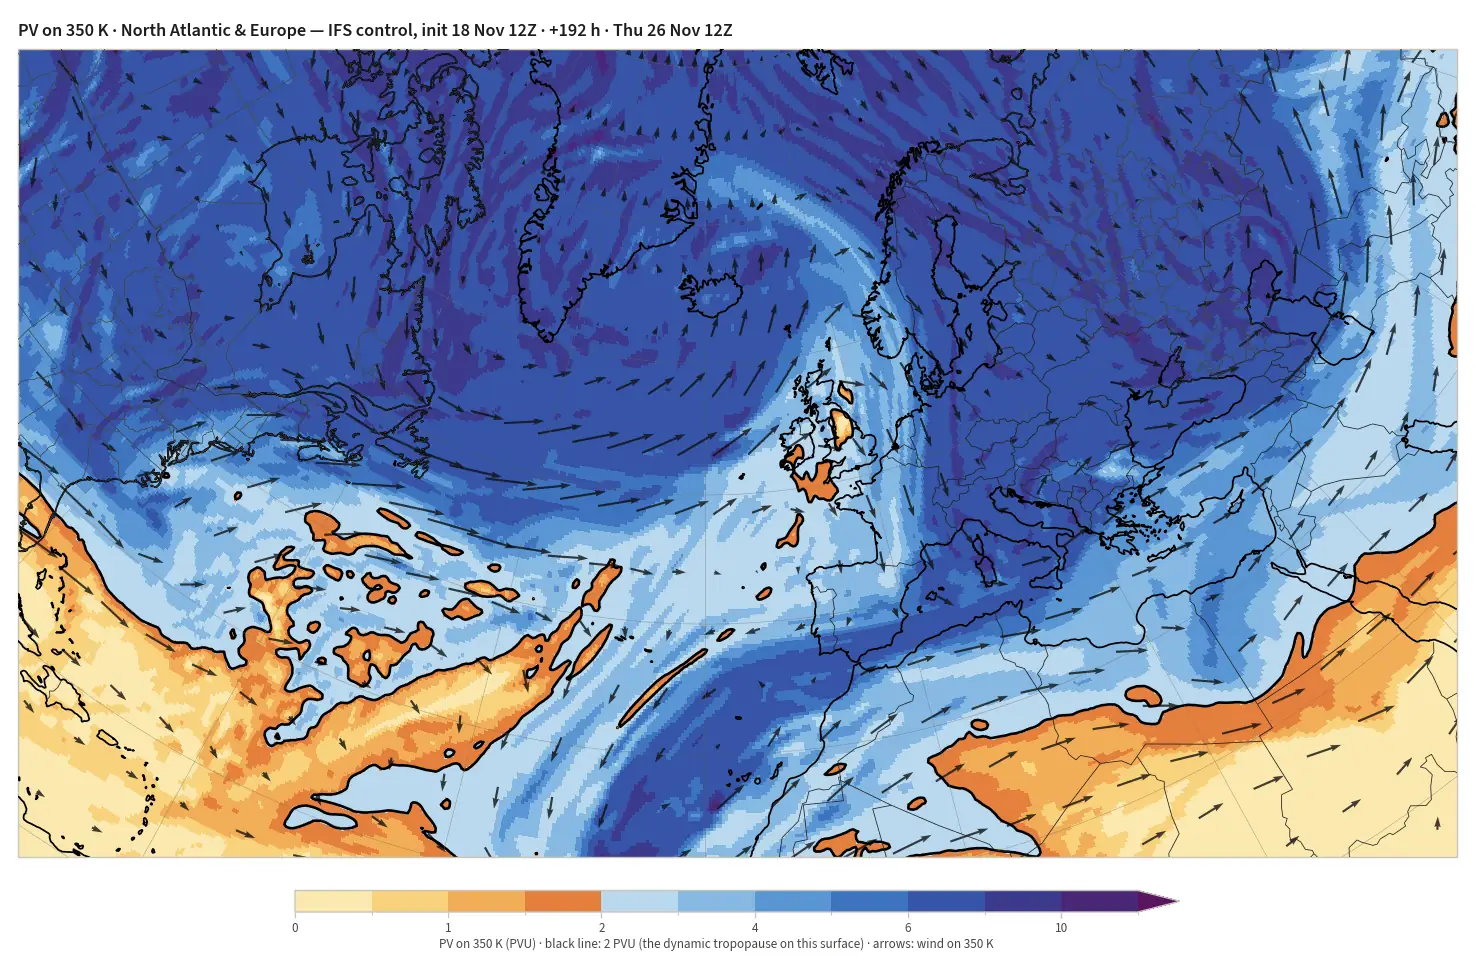 PV on 350 K · North Atlantic & Europe — IFS control, init 18 Nov 12Z · +192 h · Thu 26 Nov 12Z
0 1 2 4 6 10
PV on 350 K (PVU) · black line: 2 PVU (the dynamic tropopause on this surface) · arrows: wind on 350 K